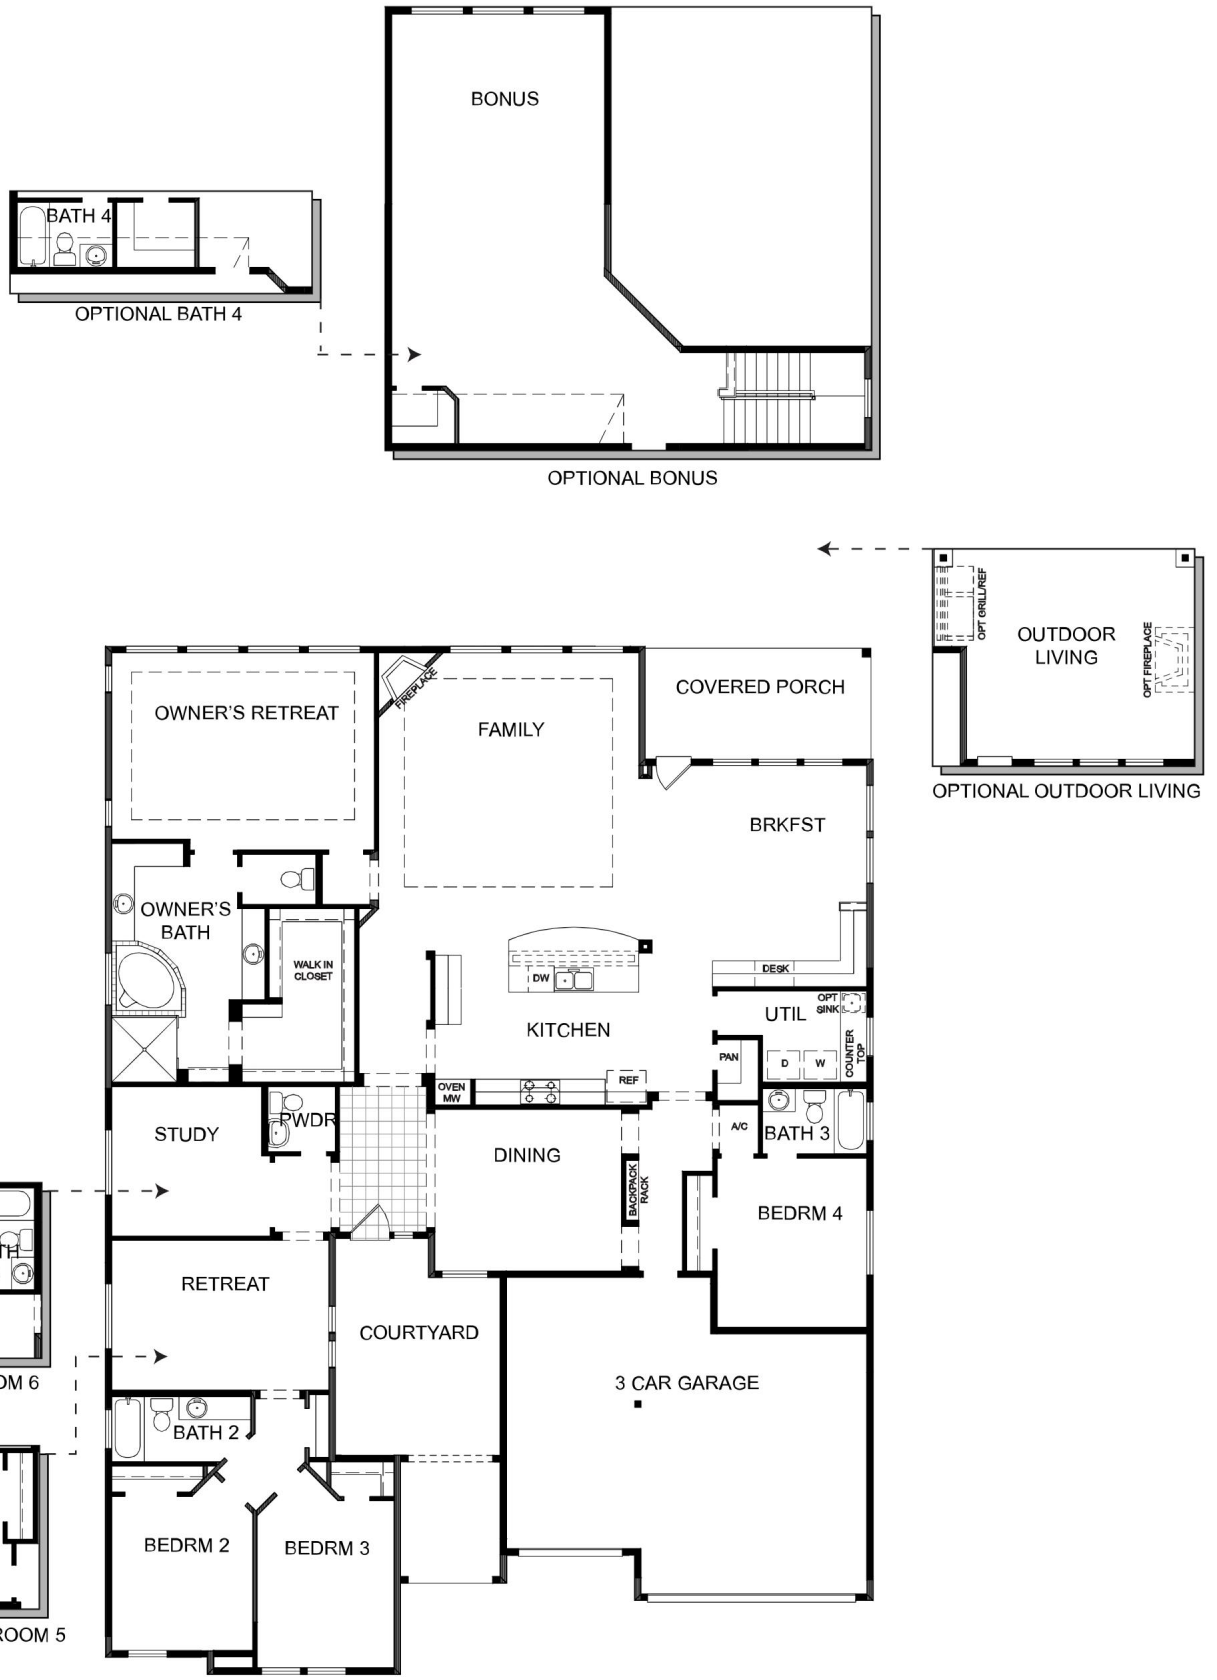 BONUS
BATH 4
OPTIONAL BATH 4
OPTIONAL BONUS
OPT GRILL/REF
OUTDOOR
LIVING
OPT FIREPLACE
OPTIONAL OUTDOOR LIVING
OWNER'S RETREAT
FIREPLACE
FAMILY
COVERED PORCH
BRKFST
OWNER'S
BATH
WALK IN
CLOSET
DW
DESK
KITCHEN
UTIL
OPT
SINK
COUNTER
TOP
PAN
D
W
OVEN
MW
REF
STUDY
PWDR
DINING
A/C
BATH 3
BACKPACK
RACK
BEDRM 4
TH
RETREAT
COURTYARD
3 CAR GARAGE
OM 6
BATH 2
BEDRM 2
BEDRM 3
ROOM 5